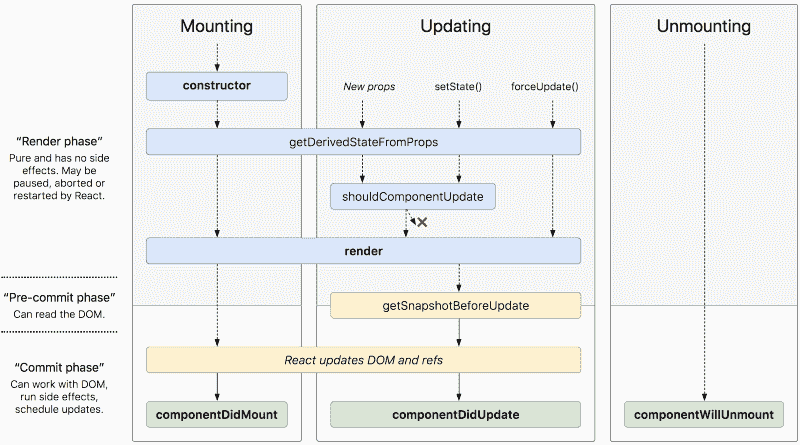 Mounting
Updating
Unmounting
constructor
New props
setState()
forceUpdate()
“Render phase”
Pure and has no side
effects. May be
paused, aborted or
restarted by React.
getDerivedStateFromProps
shouldComponentUpdate
render
“Pre-commit phase”
Can read the DOM.
getSnapshotBeforeUpdate
“Commit phase”
Can work with DOM,
run side effects,
schedule updates.
React updates DOM and refs
componentDidMount
componentDidUpdate
componentWillUnmount